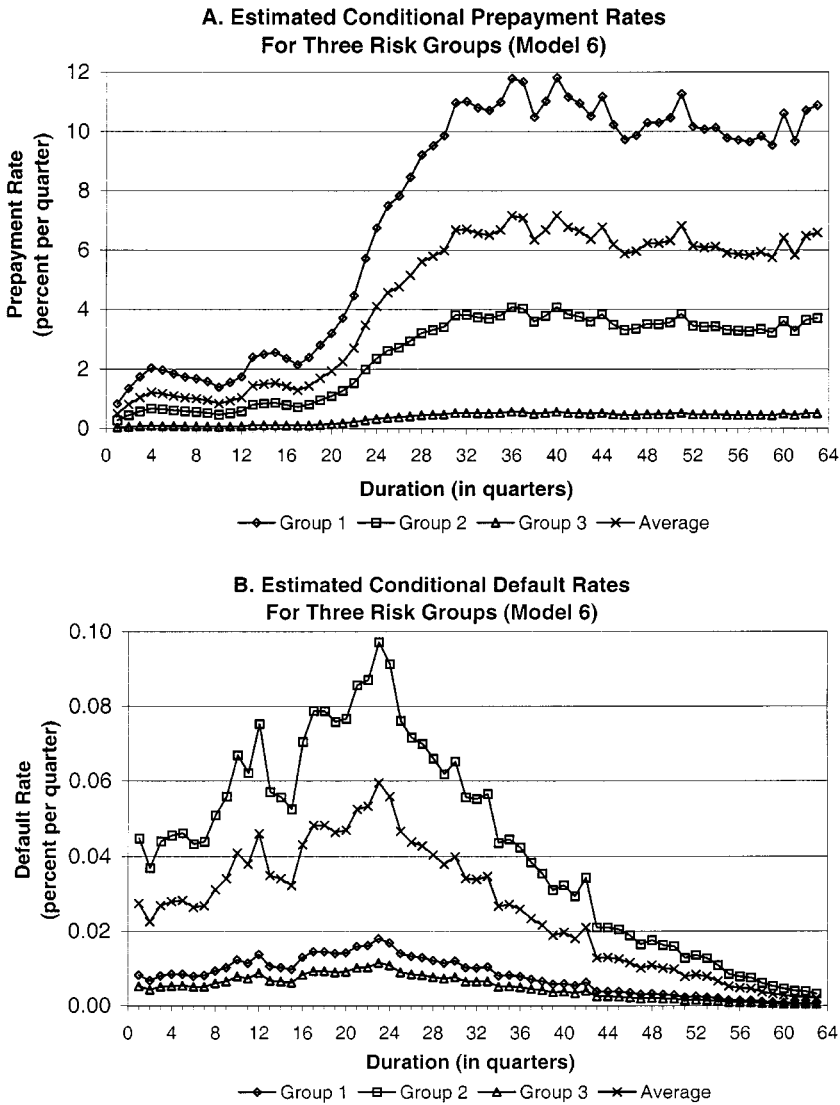 A. Estimated Conditional Prepayment Rates
For Three Risk Groups (Model 6)
Prepayment Rate
(percent per quarter)
12
10
8
6
4
2
0
0 4 8 12 16 20 24 28 32 36 40 44 48 52 56 60 64
Duration (in quarters)
Group 1 Group 2 Group 3 Average
B. Estimated Conditional Default Rates
For Three Risk Groups (Model 6)
Default Rate
(percent per quarter)
0.10
0.08
0.06
0.04
0.02
0.00
0 4 8 12 16 20 24 28 32 36 40 44 48 52 56 60 64
Duration (in quarters)
Group 1 Group 2 Group 3 Average